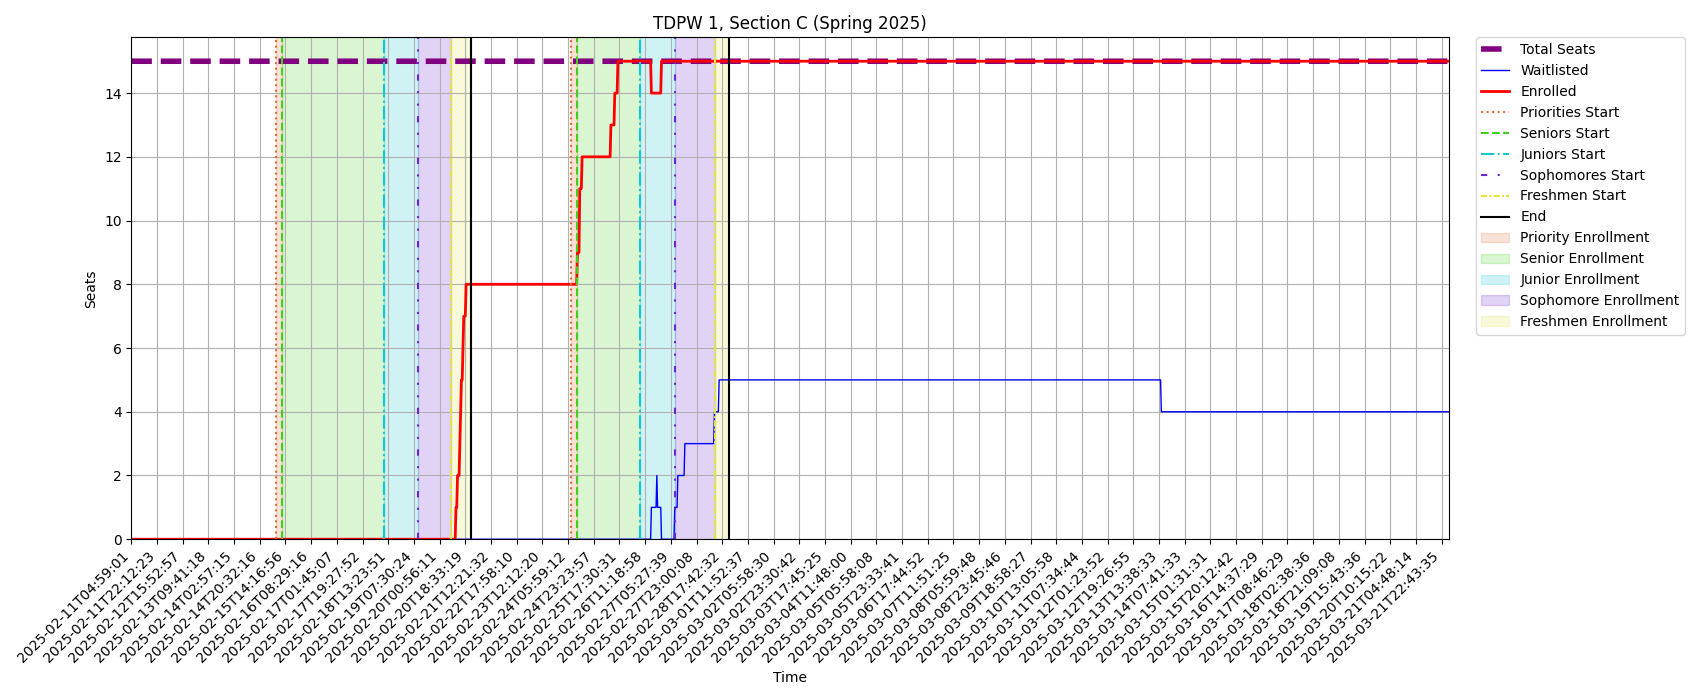 TDPW 1, Section C (Spring 2025)
Seats
14
12
10
8
6
4
2
0
2025-02-11T04:59:01
2025-02-11T22:12:23
2025-02-12T15:52:57
2025-02-13T09:41:18
2025-02-14T02:57:15
2025-02-14T20:32:16
2025-02-15T14:16:56
2025-02-16T08:29:16
2025-02-17T01:45:07
2025-02-17T19:27:52
2025-02-18T13:23:51
2025-02-19T07:30:24
2025-02-20T00:56:11
2025-02-20T18:33:19
2025-02-21T12:21:32
2025-02-22T17:58:10
2025-02-23T12:12:20
2025-02-24T05:59:12
2025-02-24T23:23:57
2025-02-25T17:30:31
2025-02-26T11:18:58
2025-02-27T05:27:39
2025-02-27T23:00:08
2025-02-28T17:42:32
2025-03-01T11:52:37
2025-03-02T05:58:30
2025-03-02T23:30:42
2025-03-03T17:45:25
2025-03-04T11:48:00
2025-03-05T05:58:08
2025-03-05T23:33:41
2025-03-06T17:44:52
2025-03-07T11:51:25
2025-03-08T05:59:48
2025-03-08T23:45:46
2025-03-09T18:58:27
2025-03-10T13:05:58
2025-03-11T07:34:44
2025-03-12T01:23:52
2025-03-12T19:26:55
2025-03-13T13:38:33
2025-03-14T07:41:33
2025-03-15T01:31:31
2025-03-15T20:12:42
2025-03-16T14:37:29
2025-03-17T08:46:29
2025-03-18T02:38:36
2025-03-18T21:09:08
2025-03-19T15:43:36
2025-03-20T10:15:22
2025-03-21T04:48:14
2025-03-21T22:43:35
Time
Total Seats
Waitlisted
Enrolled
Priorities Start
Seniors Start
Juniors Start
Sophomores Start
Freshmen Start
End
Priority Enrollment
Senior Enrollment
Junior Enrollment
Sophomore Enrollment
Freshmen Enrollment